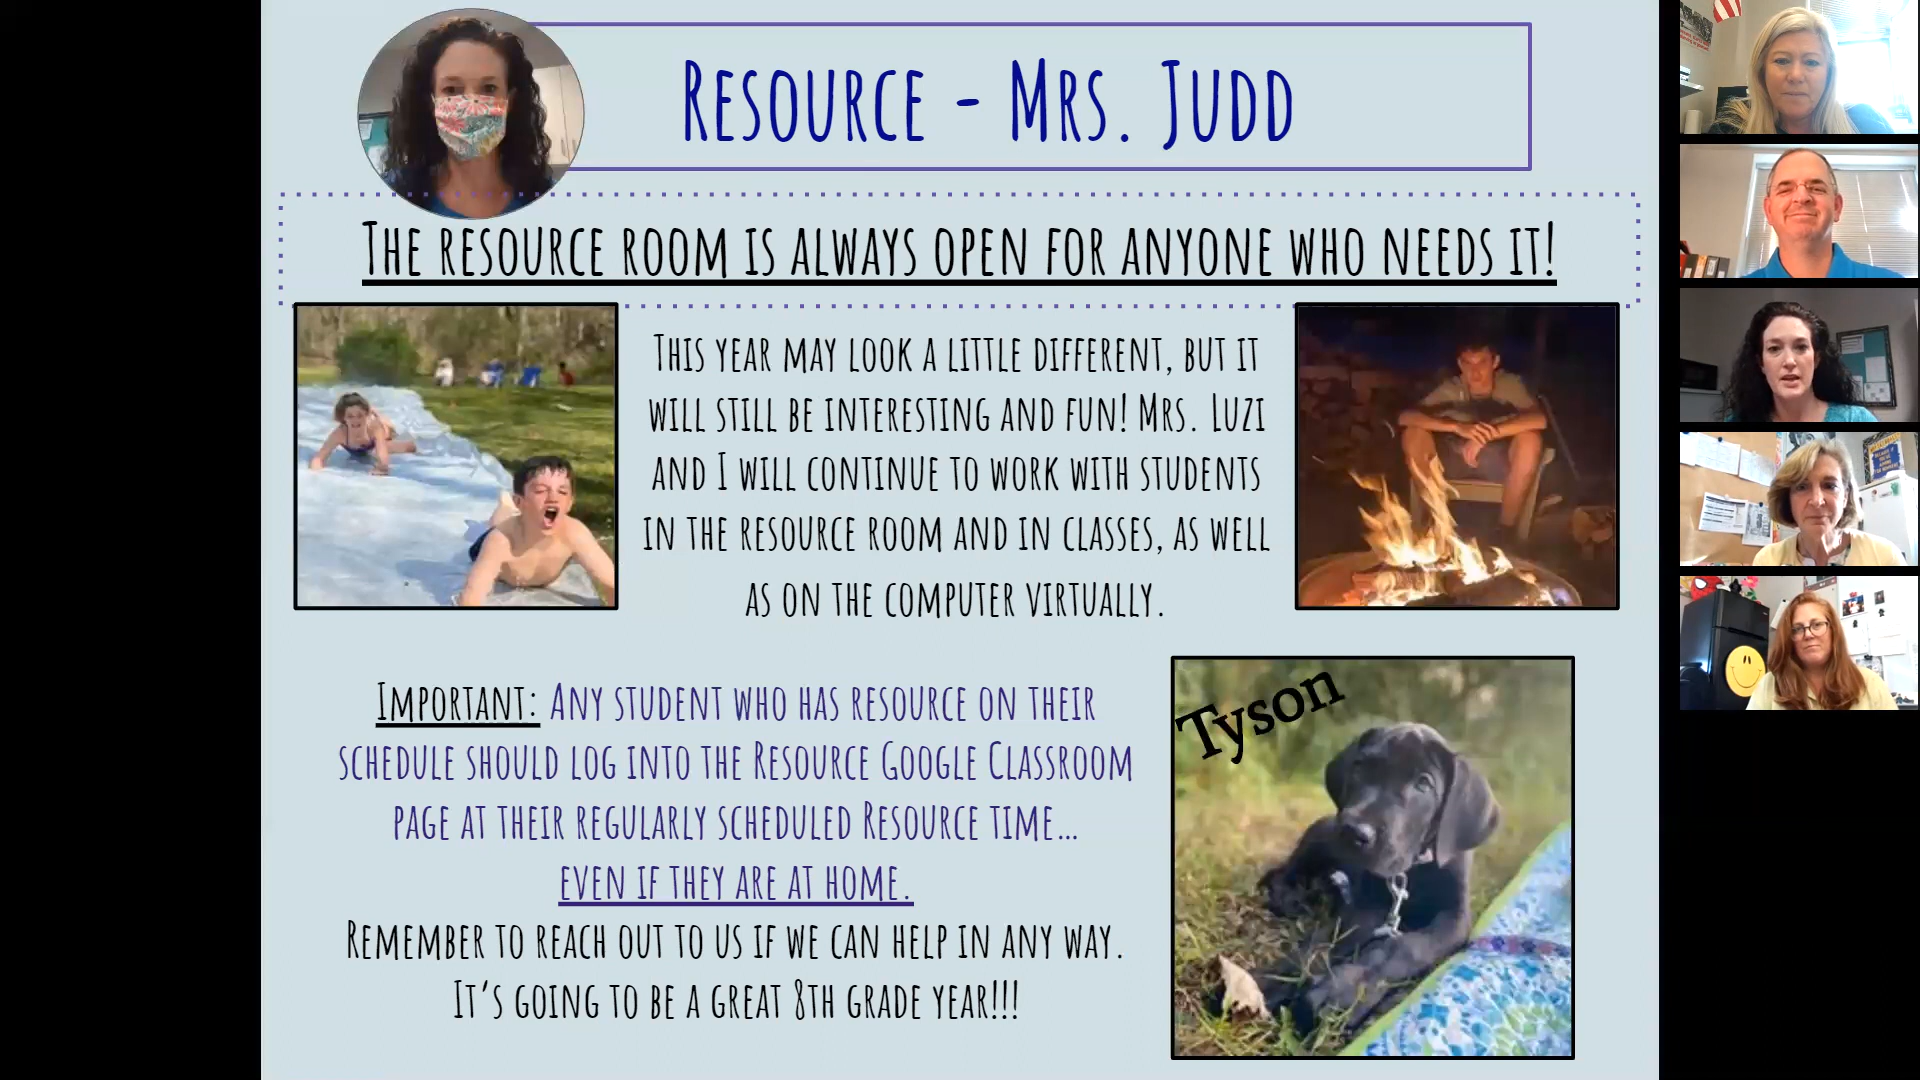 Resource - Mrs. Judd
The resource room is always open for anyone who needs it!
This year may look a little different, but it
will still be interesting and fun! Mrs. Luzi
and I will continue to work with students
in the resource room and in classes, as well
as on the computer virtually.
Important: Any student who has resource on their
schedule should log into the Resource Google Classroom
page at their regularly scheduled Resource time...
even if they are at home.
Remember to reach out to us if we can help in any way.
It's going to be a great 8th grade year!!!
Tyson